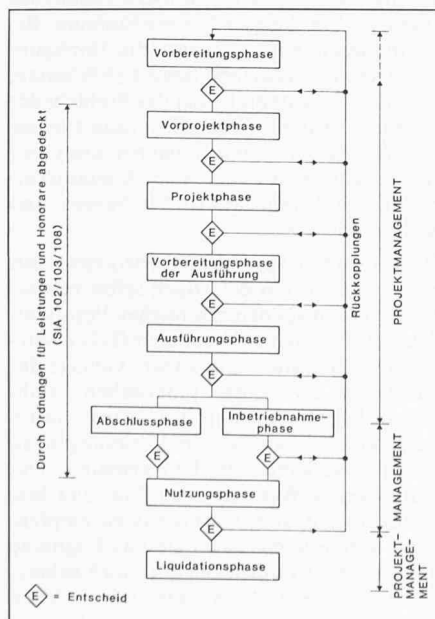 Vorbereitungsphase
E
Vorprojektphase
E
Projektphase
E
Vorbereitungsphase
der Ausführung
E
Ausführungsphase
E
Abschlussphase
Inbetriebnahme-
phase
E
E
Nutzungsphase
E
Liquidationsphase
E = Entscheid
Durch Ordnungen für Leistungen und Honorare abgedeckt
(SIA 102/103/108)
Rückkopplungen
PROJEKTMANAGEMENT
MANAGEMENT
PROJEKT-
MANAGE-
MENT